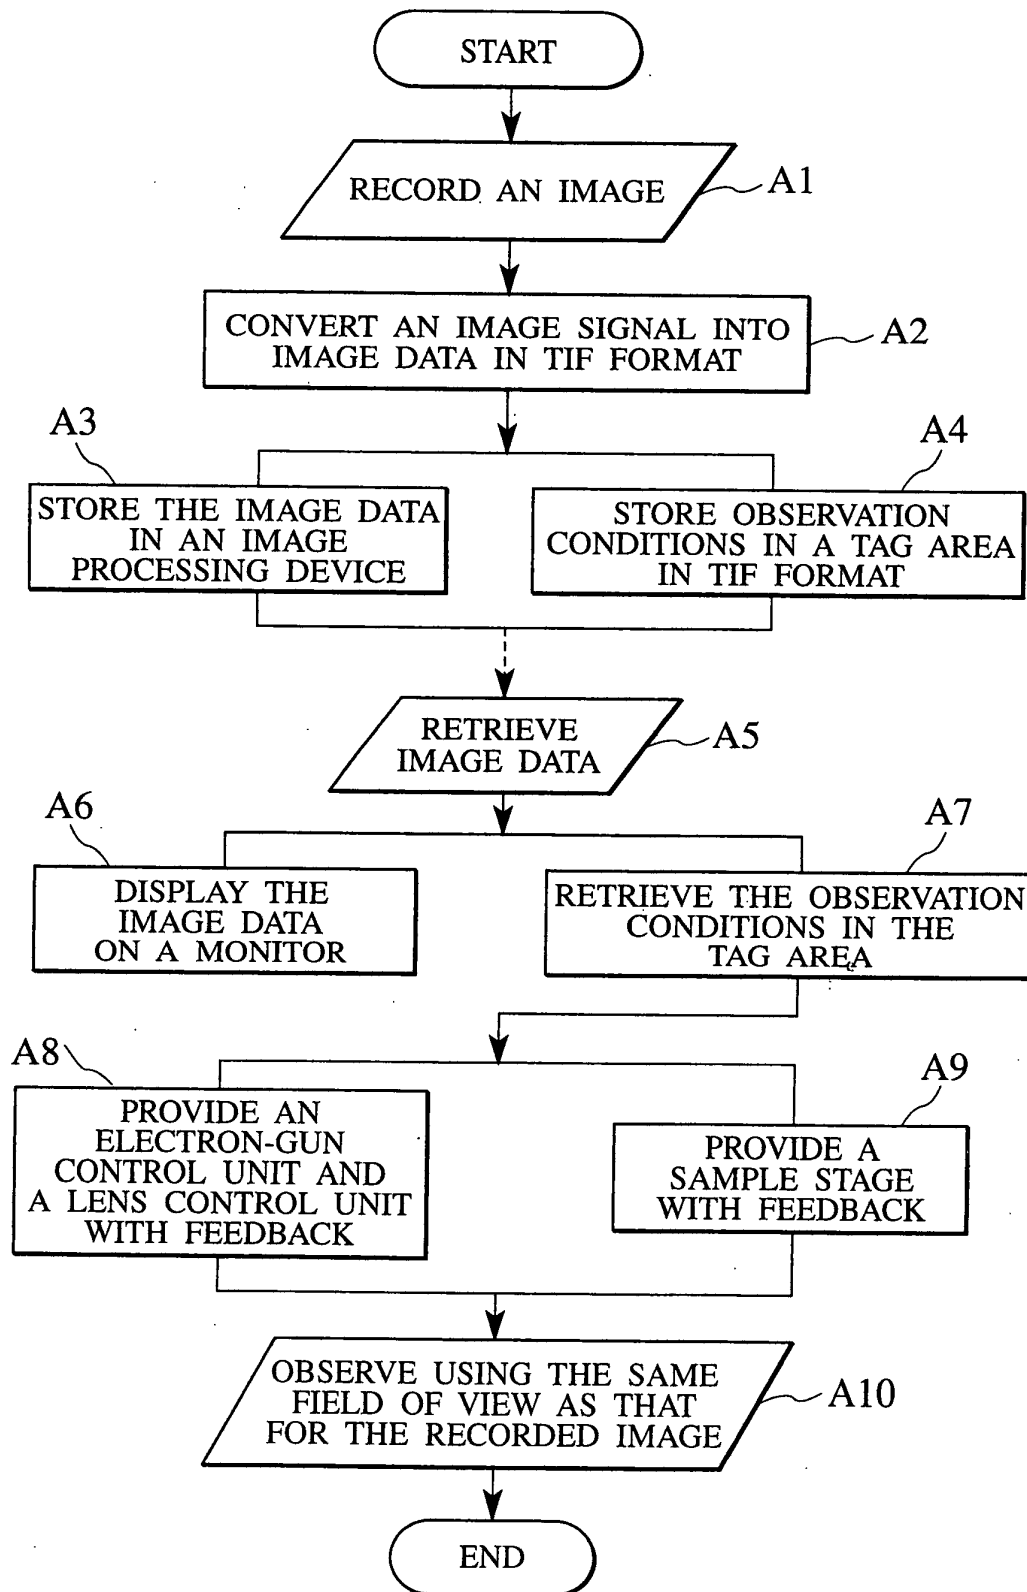 START
RECORD AN IMAGE
A1
CONVERT AN IMAGE SIGNAL INTO
IMAGE DATA IN TIF FORMAT
A2
A3
STORE THE IMAGE DATA
IN AN IMAGE
PROCESSING DEVICE
A4
STORE OBSERVATION
CONDITIONS IN A TAG AREA
IN TIF FORMAT
RETRIEVE
IMAGE DATA
A5
A6
DISPLAY THE
IMAGE DATA
ON A MONITOR
A7
RETRIEVE THE OBSERVATION
CONDITIONS IN THE
TAG AREA
A8
PROVIDE AN
ELECTRON-GUN
CONTROL UNIT AND
A LENS CONTROL UNIT
WITH FEEDBACK
A9
PROVIDE A
SAMPLE STAGE
WITH FEEDBACK
OBSERVE USING THE SAME
FIELD OF VIEW AS THAT
FOR THE RECORDED IMAGE
A10
END